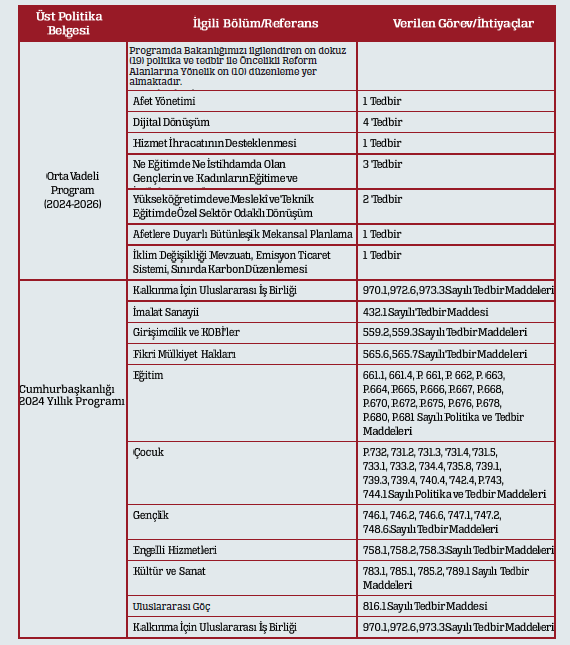 Üst Politika
Belgesi
İlgili Bölüm/Referans
Verilen Görev/İhtiyaçlar
Orta Vadeli
Program
(2024-2026)
Programda Bakanlığımızı ilgilendiren on dokuz
(19) politika ve tedbir ile Öncelikli Reform
Alanlarına Yönelik on (10) düzenleme yer
almaktadır.
Afet Yönetimi
1 Tedbir
Dijital Dönüşüm
4 Tedbir
Hizmet İhracatının Desteklenmesi
1 Tedbir
Ne Eğitimde Ne İstihdamda Olan
Gençlerin ve Kadınların Eğitime ve
3 Tedbir
Yükseköğretimde ve Meslekî ve Teknik
Eğitimde Özel Sektör Odaklı Dönüşüm
2 Tedbir
Afetlere Duyarlı Bütünleşik Mekansal Planlama
1 Tedbir
İklim Değişikliği Mevzuatı, Emisyon Ticaret
Sistemi, Sınırda Karbon Düzenlemesi
1 Tedbir
Cumhurbaşkanlığı
2024 Yıllık Programı
Kalkınma İçin Uluslararası İş Birliği
970.1,972.6,973.3 Sayılı Tedbir Maddeleri
İmalat Sanayii
432.1 Sayılı Tedbir Maddesi
Girişimcilik ve KOBİ'ler
559.2,559.3 Sayılı Tedbir Maddeleri
Fikri Mülkiyet Hakları
565.6,565.7 Sayılı Tedbir Maddeleri
Eğitim
661.1, 661.4, P. 661, P. 662, P. 663,
P.664, P.665, P.666, P.667, P.668,
P.670, P.672, P.675, P.676, P.678,
P.680, P.681 Sayılı Politika ve Tedbir
Maddeleri
Çocuk
P.732, 731.2, 731.3, 731.4, 731.5,
733.1, 733.2, 734.4, 735.8, 739.1,
739.3, 739.4, 740.4, 742.4, P.743,
744.1 Sayılı Politika ve Tedbir Maddeleri
Gençlik
746.1, 746.2, 746.6, 747.1, 747.2,
748.6 Sayılı Tedbir Maddeleri
Engelli Hizmetleri
758.1, 758.2, 758.3 Sayılı Tedbir Maddeleri
Kültür ve Sanat
783.1, 785.1, 785.2, 789.1 Sayılı Tedbir
Maddeleri
Uluslararası Göç
816.1 Sayılı Tedbir Maddesi
Kalkınma İçin Uluslararası İş Birliği
970.1,972.6,973.3 Sayılı Tedbir Maddeleri